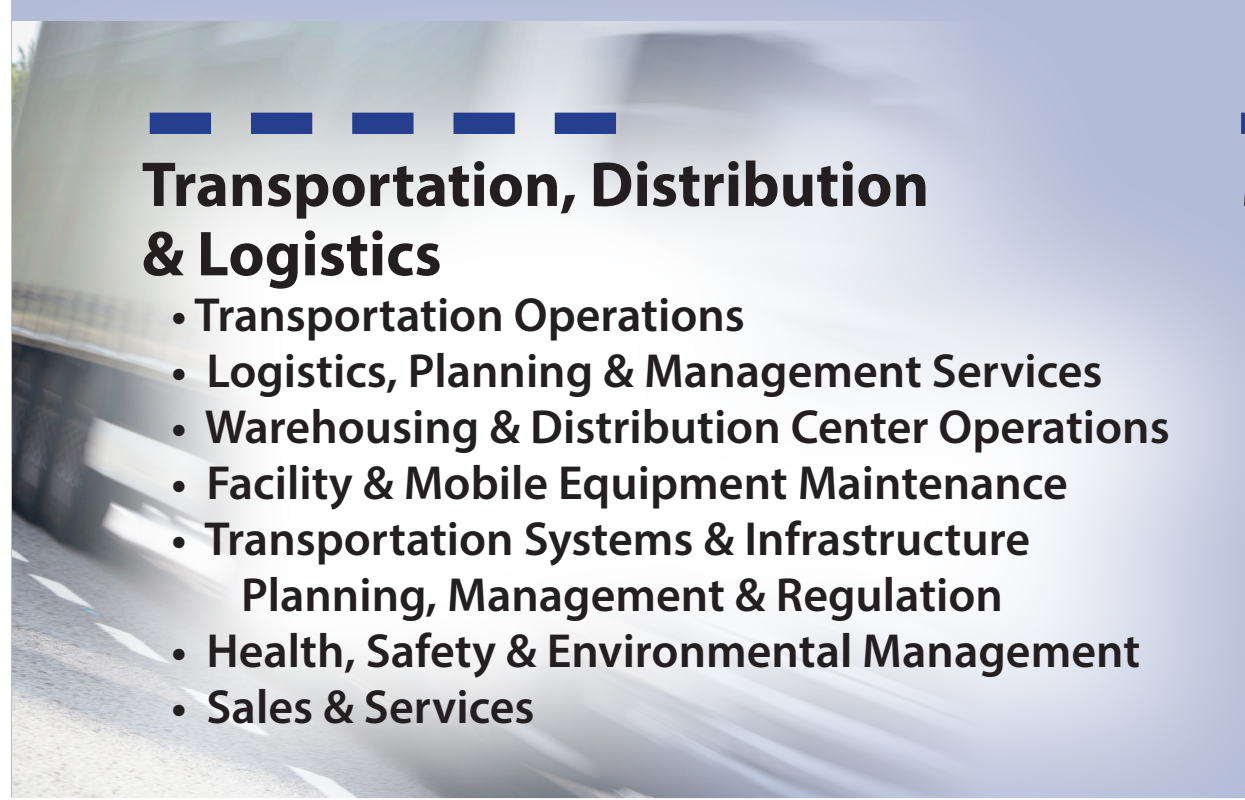 Transportation, Distribution
& Logistics
• Transportation Operations
• Logistics, Planning & Management Services
• Warehousing & Distribution Center Operations
• Facility & Mobile Equipment Maintenance
• Transportation Systems & Infrastructure
Planning, Management & Regulation
• Health, Safety & Environmental Management
• Sales & Services